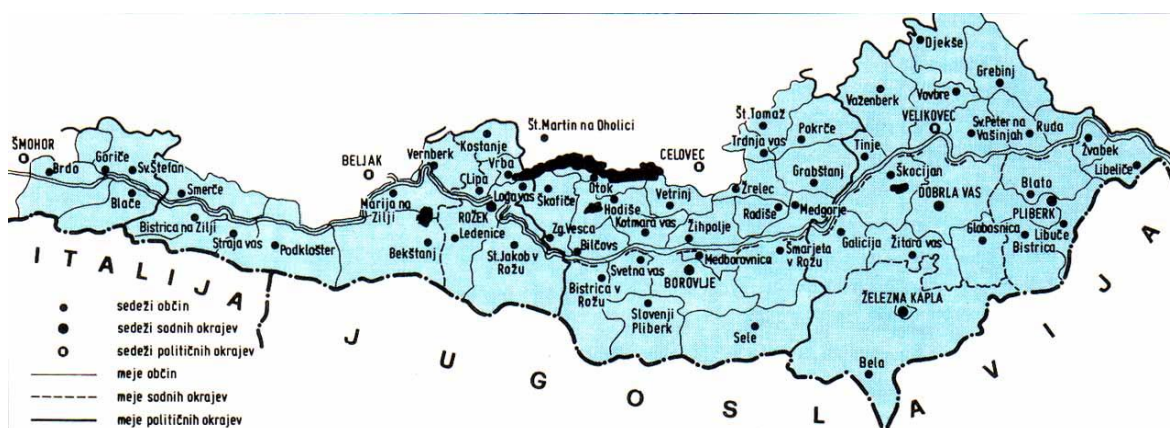 Djekše
Grebinj
Važenberk
Vovbre
Št. Tomaž
VELIKOVEC
Sv. Peter na
Vašinjah
Ruda
Št. Martin na Oholici
Pokrče
Kostanje
Trdnja vas
Tinje
Žvabek
ŠMOHOR
Vernberk
Vrba
CELOVEC
Libeliče
Brdo
Goriče
Sv. Štefan
BELJAK
Lipa
Loga vas
Škofiče
Otok
Hodiše
Vetrinj
Žrelec
Grabštanj
Škocijan
DOBRLA VAS
Blato
Blače
Smerče
Marija na
Zilji
ROŽEK
Kotmara vas
Radiše
Medgorje
PLIBERK
Bistrica na Zilji
Straja vas
Podklošter
Bekštanj
Ledenice
Zg. Vesca
Bilčovs
Žihpolje
Galicija
Žitara vas
Globasnica
Libuče
Bistrica
Št. Jakob v
Rožu
Svetna vas
Medborovnica
Šmarjeta
v Rožu
Bistrica v
Rožu
BOROVLJE
Slovenji
Pliberk
Sele
ŽELEZNA KAPLA
Bela
ITALIJA
JUGOSLAVIJA
sedeži občin
sedeži sodnih okrajev
sedeži političnih okrajev
meje občin
meje sodnih okrajev
meje političnih okrajev